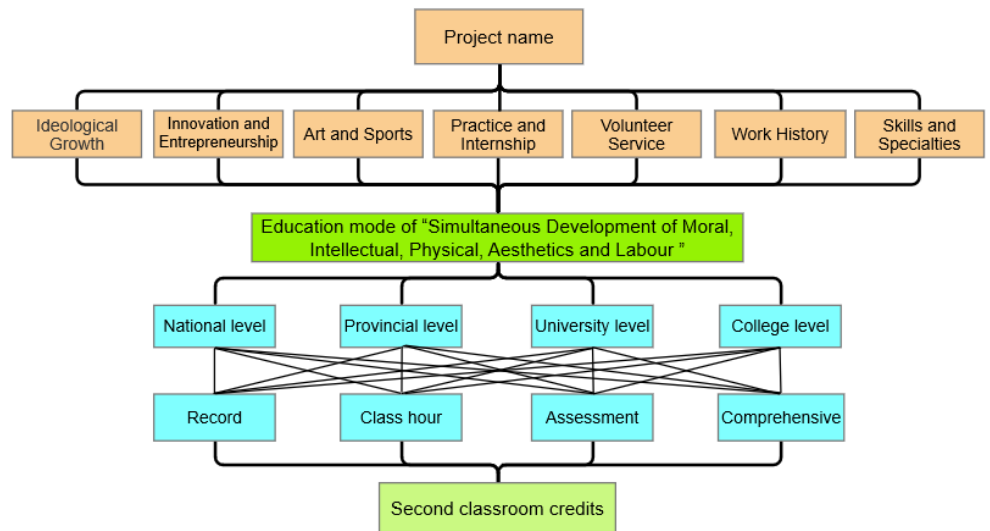 Project name
Ideological
Growth
Innovation and
Entrepreneurship
Art and Sports
Practice and
Internship
Volunteer
Service
Work History
Skills and
Specialties
Education mode of “Simultaneous Development of Moral,
Intellectual, Physical, Aesthetics and Labour ”
National level
Provincial level
University level
College level
Record
Class hour
Assessment
Comprehensive
Second classroom credits